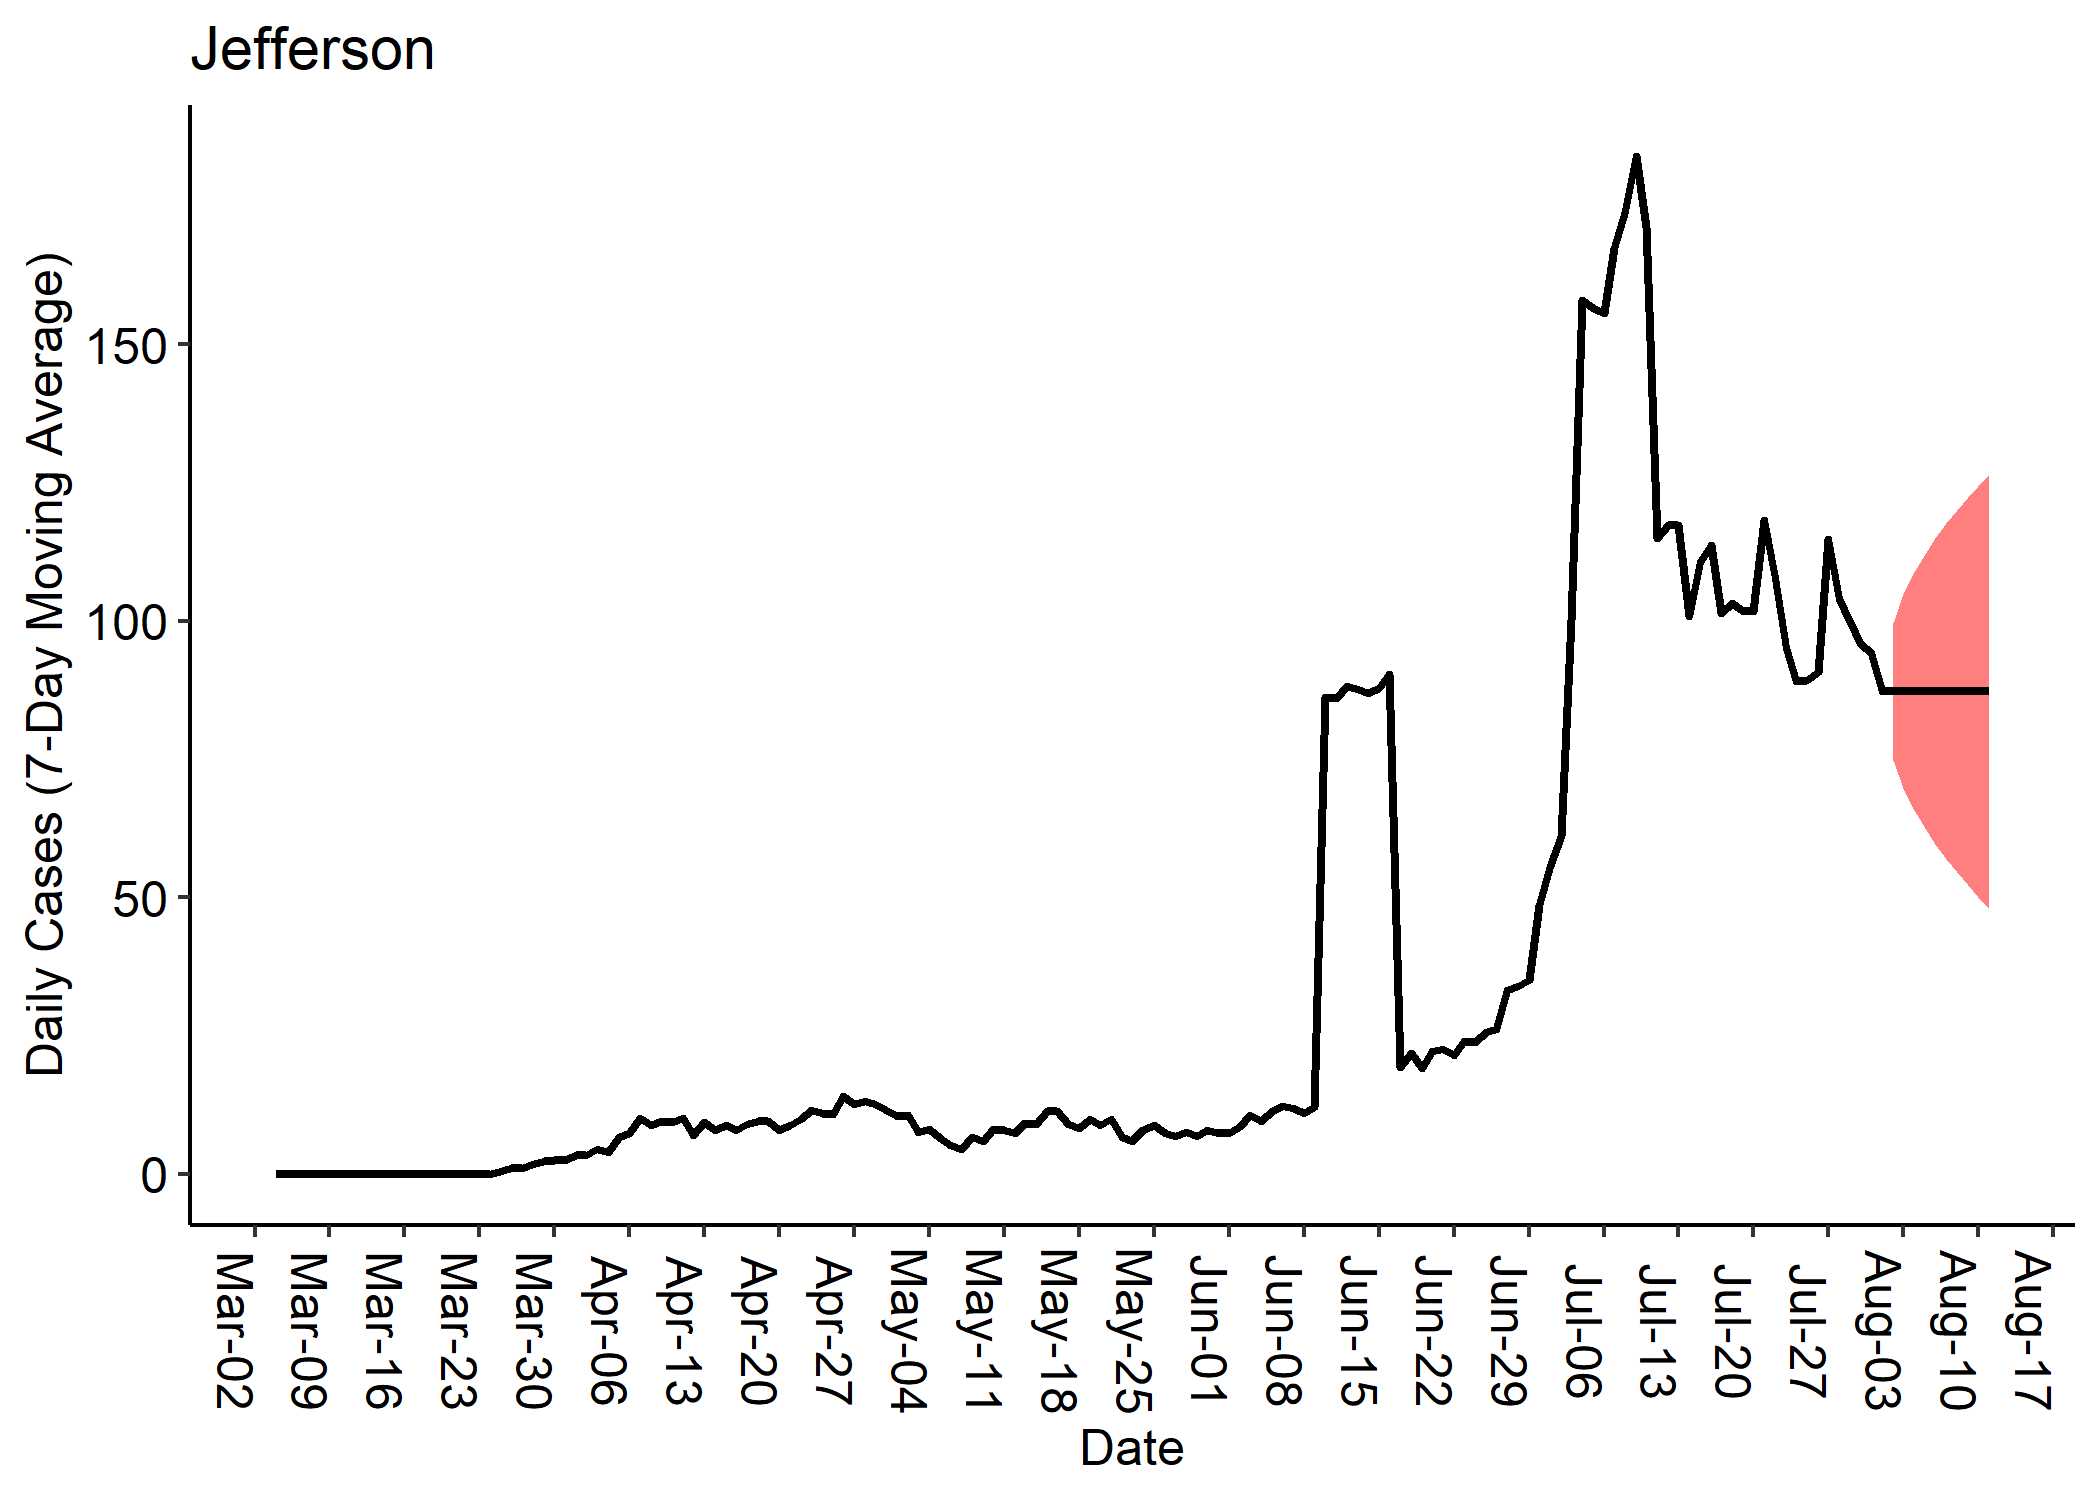 Jefferson
Daily Cases (7-Day Moving Average)
150
100
50
0
Mar-02
Mar-09
Mar-16
Mar-23
Mar-30
Apr-06
Apr-13
Apr-20
Apr-27
May-04
May-11
May-18
May-25
Jun-01
Jun-08
Jun-15
Jun-22
Jun-29
Jul-06
Jul-13
Jul-20
Jul-27
Aug-03
Aug-10
Aug-17
Date